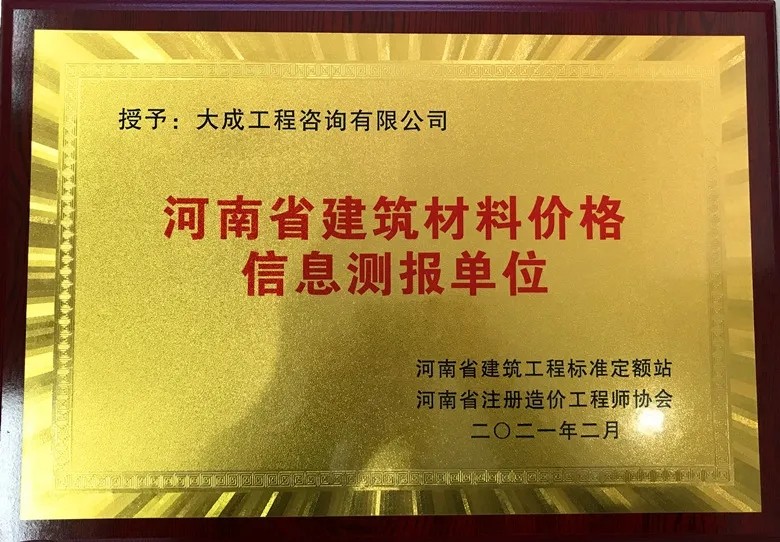 授予：大成工程咨询有限公司
河南省建筑材料价格
信息测报单位
河南省建筑工程标准定额站
河南省注册造价工程师协会
二〇二一年二月